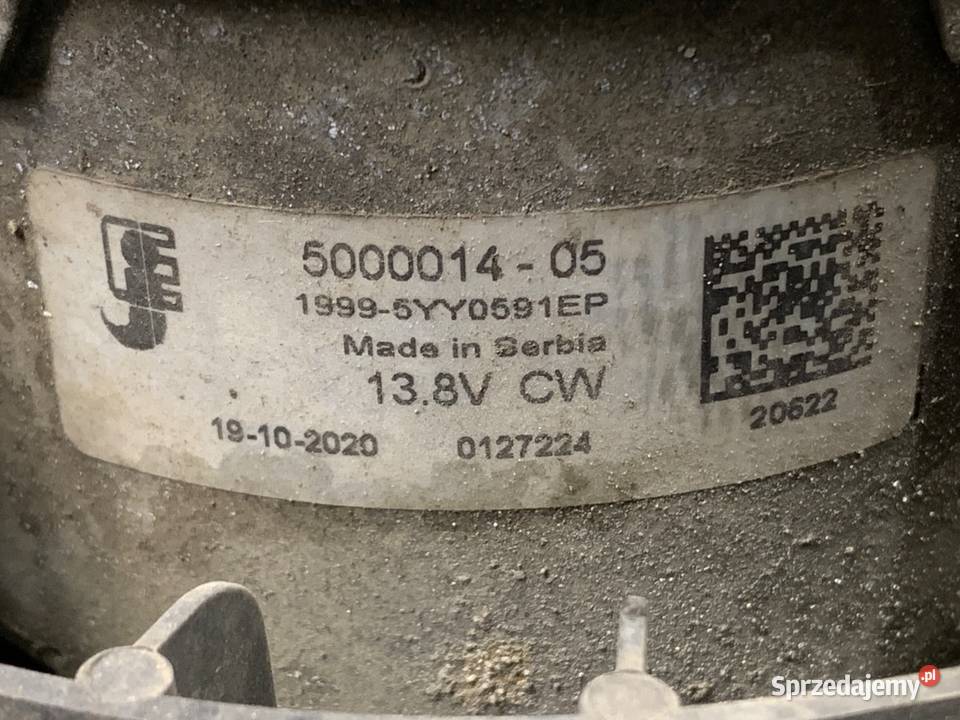 5000014 - 05
1999-5YY0591EP
Made in Serbia
13.8V CW
19-10-2020 0127224
20622
Sprzedajemy.pl